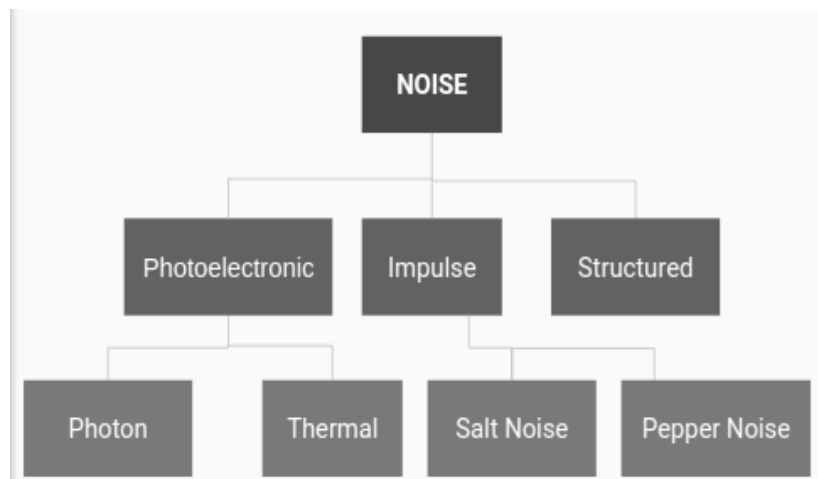 NOISE
Photoelectronic
Impulse
Structured
Photon
Thermal
Salt Noise
Pepper Noise